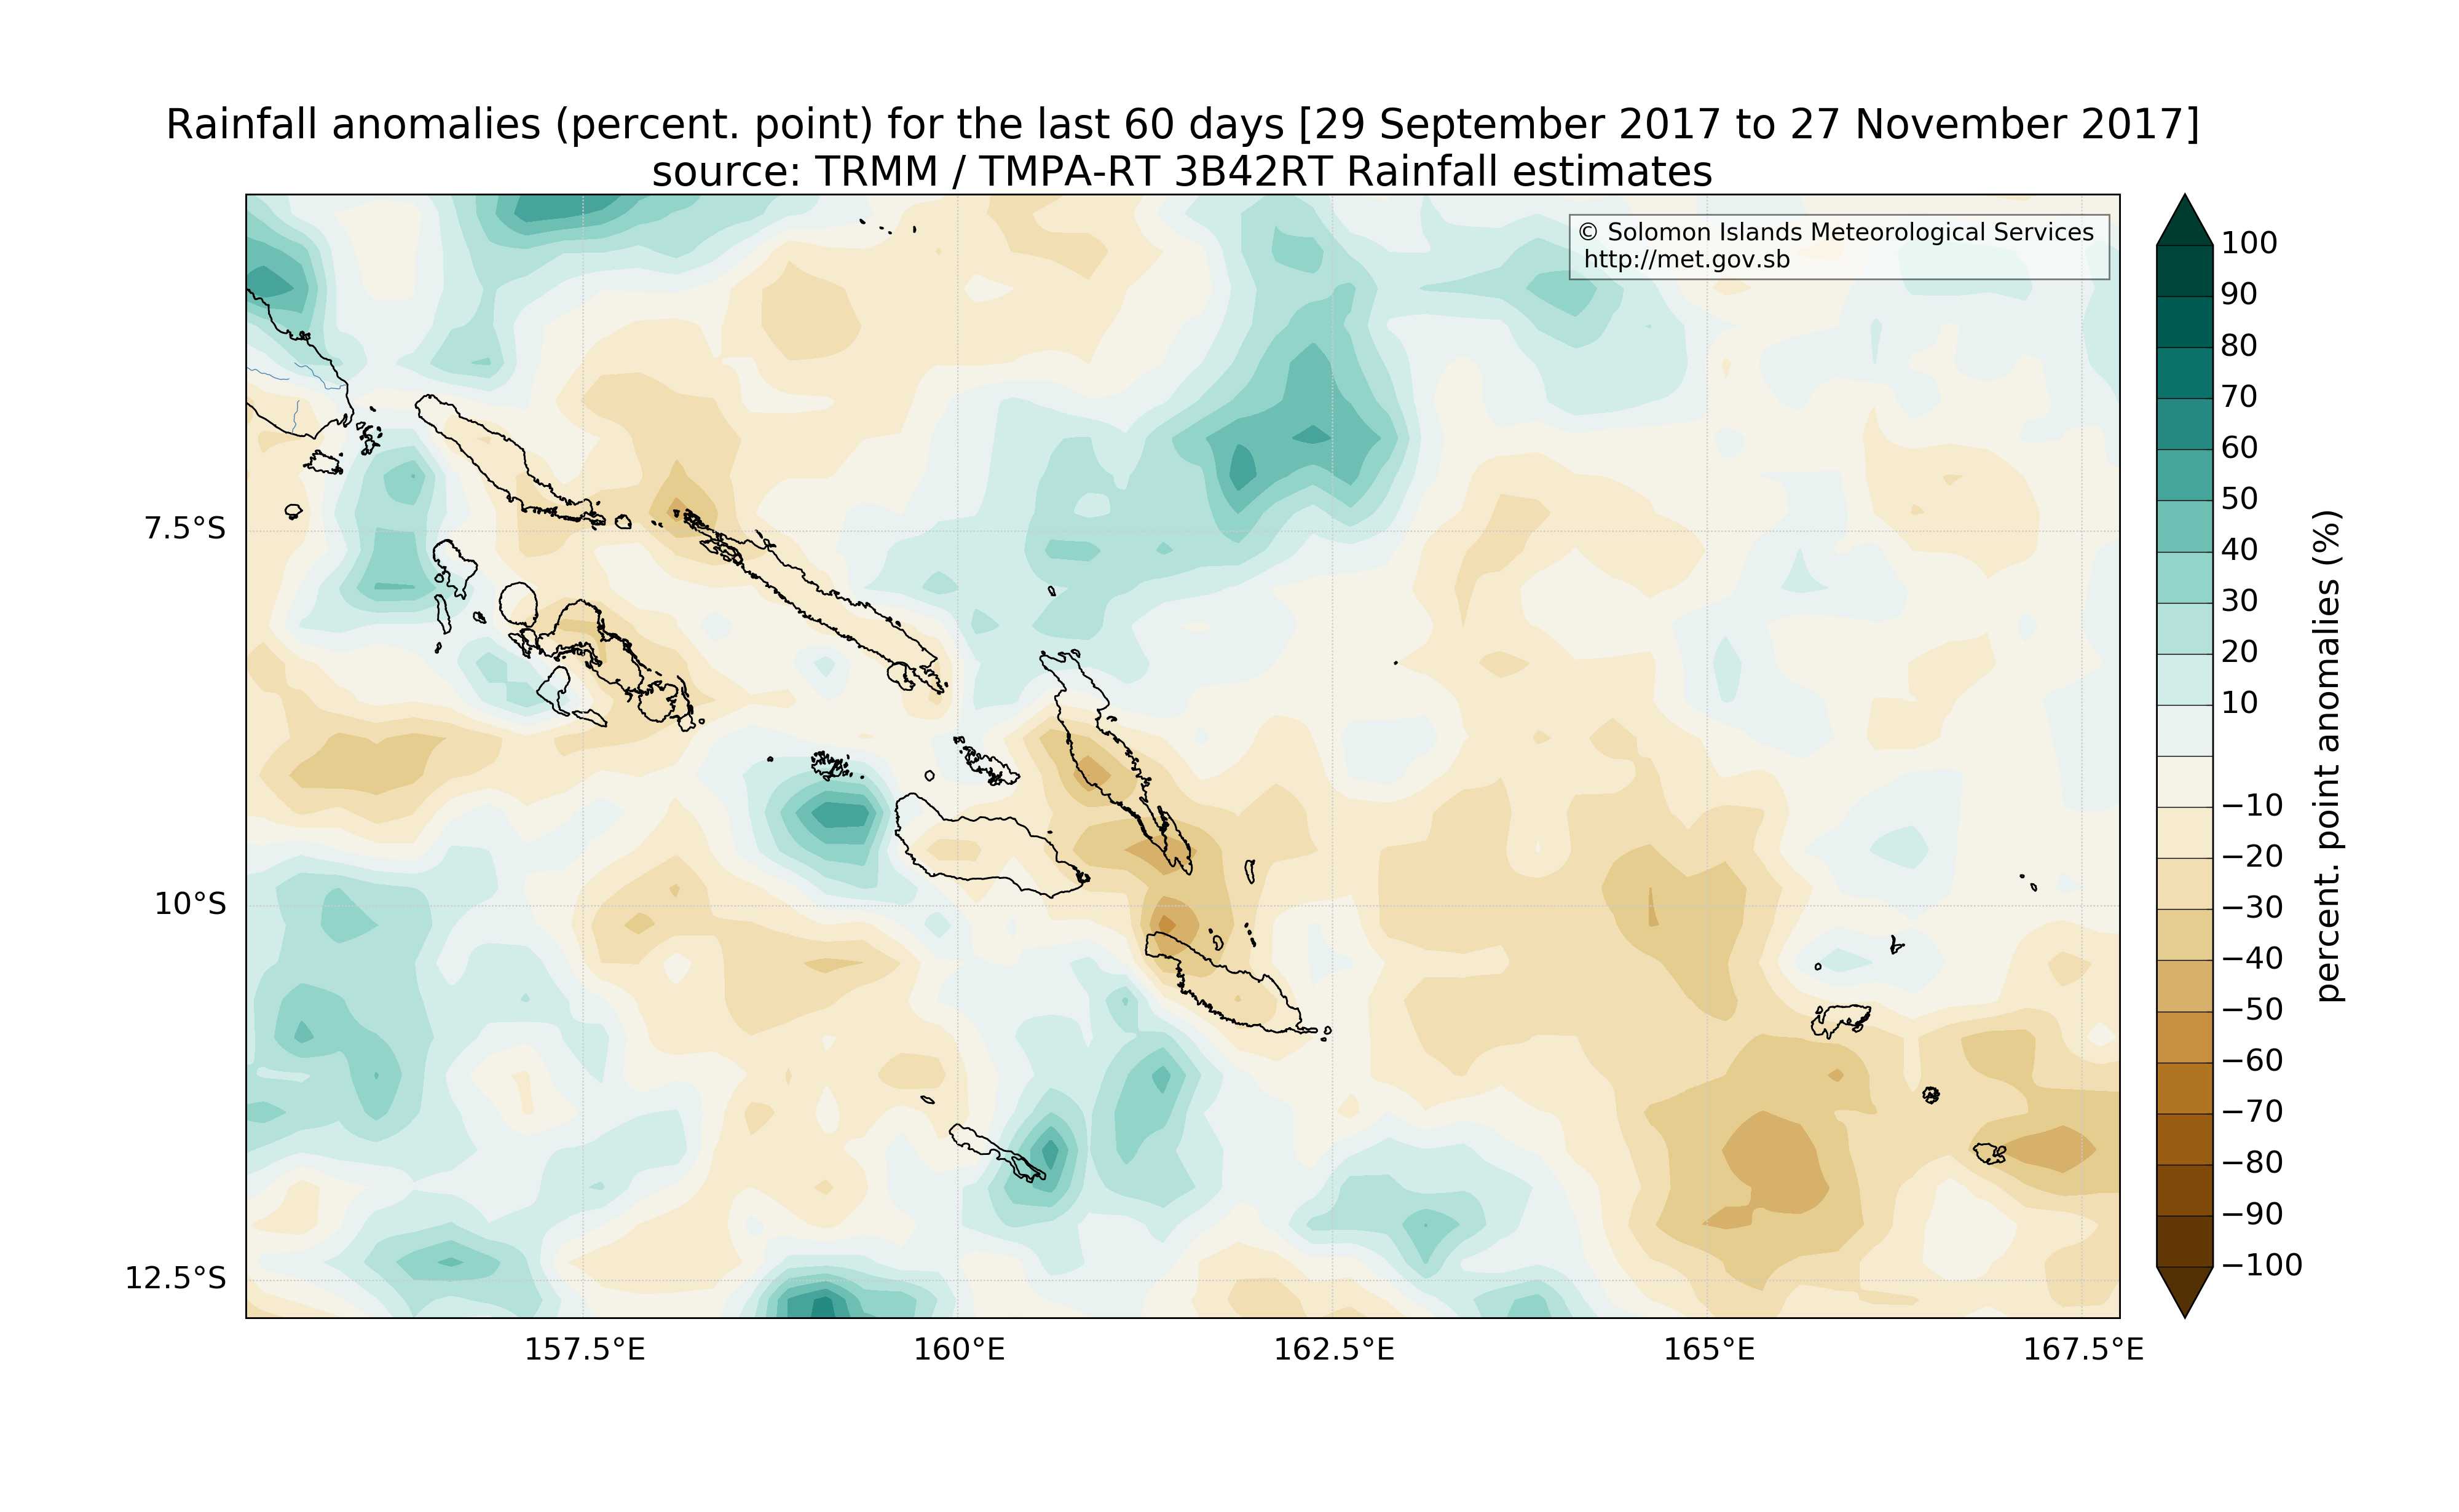 Rainfall anomalies (percent. point) for the last 60 days [29 September 2017 to 27 November 2017]
source: TRMM / TMPA-RT 3B42RT Rainfall estimates
© Solomon Islands Meteorological Services
http://met.gov.sb
7.5°S
10°S
12.5°S
157.5°E
160°E
162.5°E
165°E
167.5°E
100
90
80
70
60
50
40
30
20
10
−10
−20
−30
−40
−50
−60
−70
−80
−90
−100
percent. point anomalies (%)